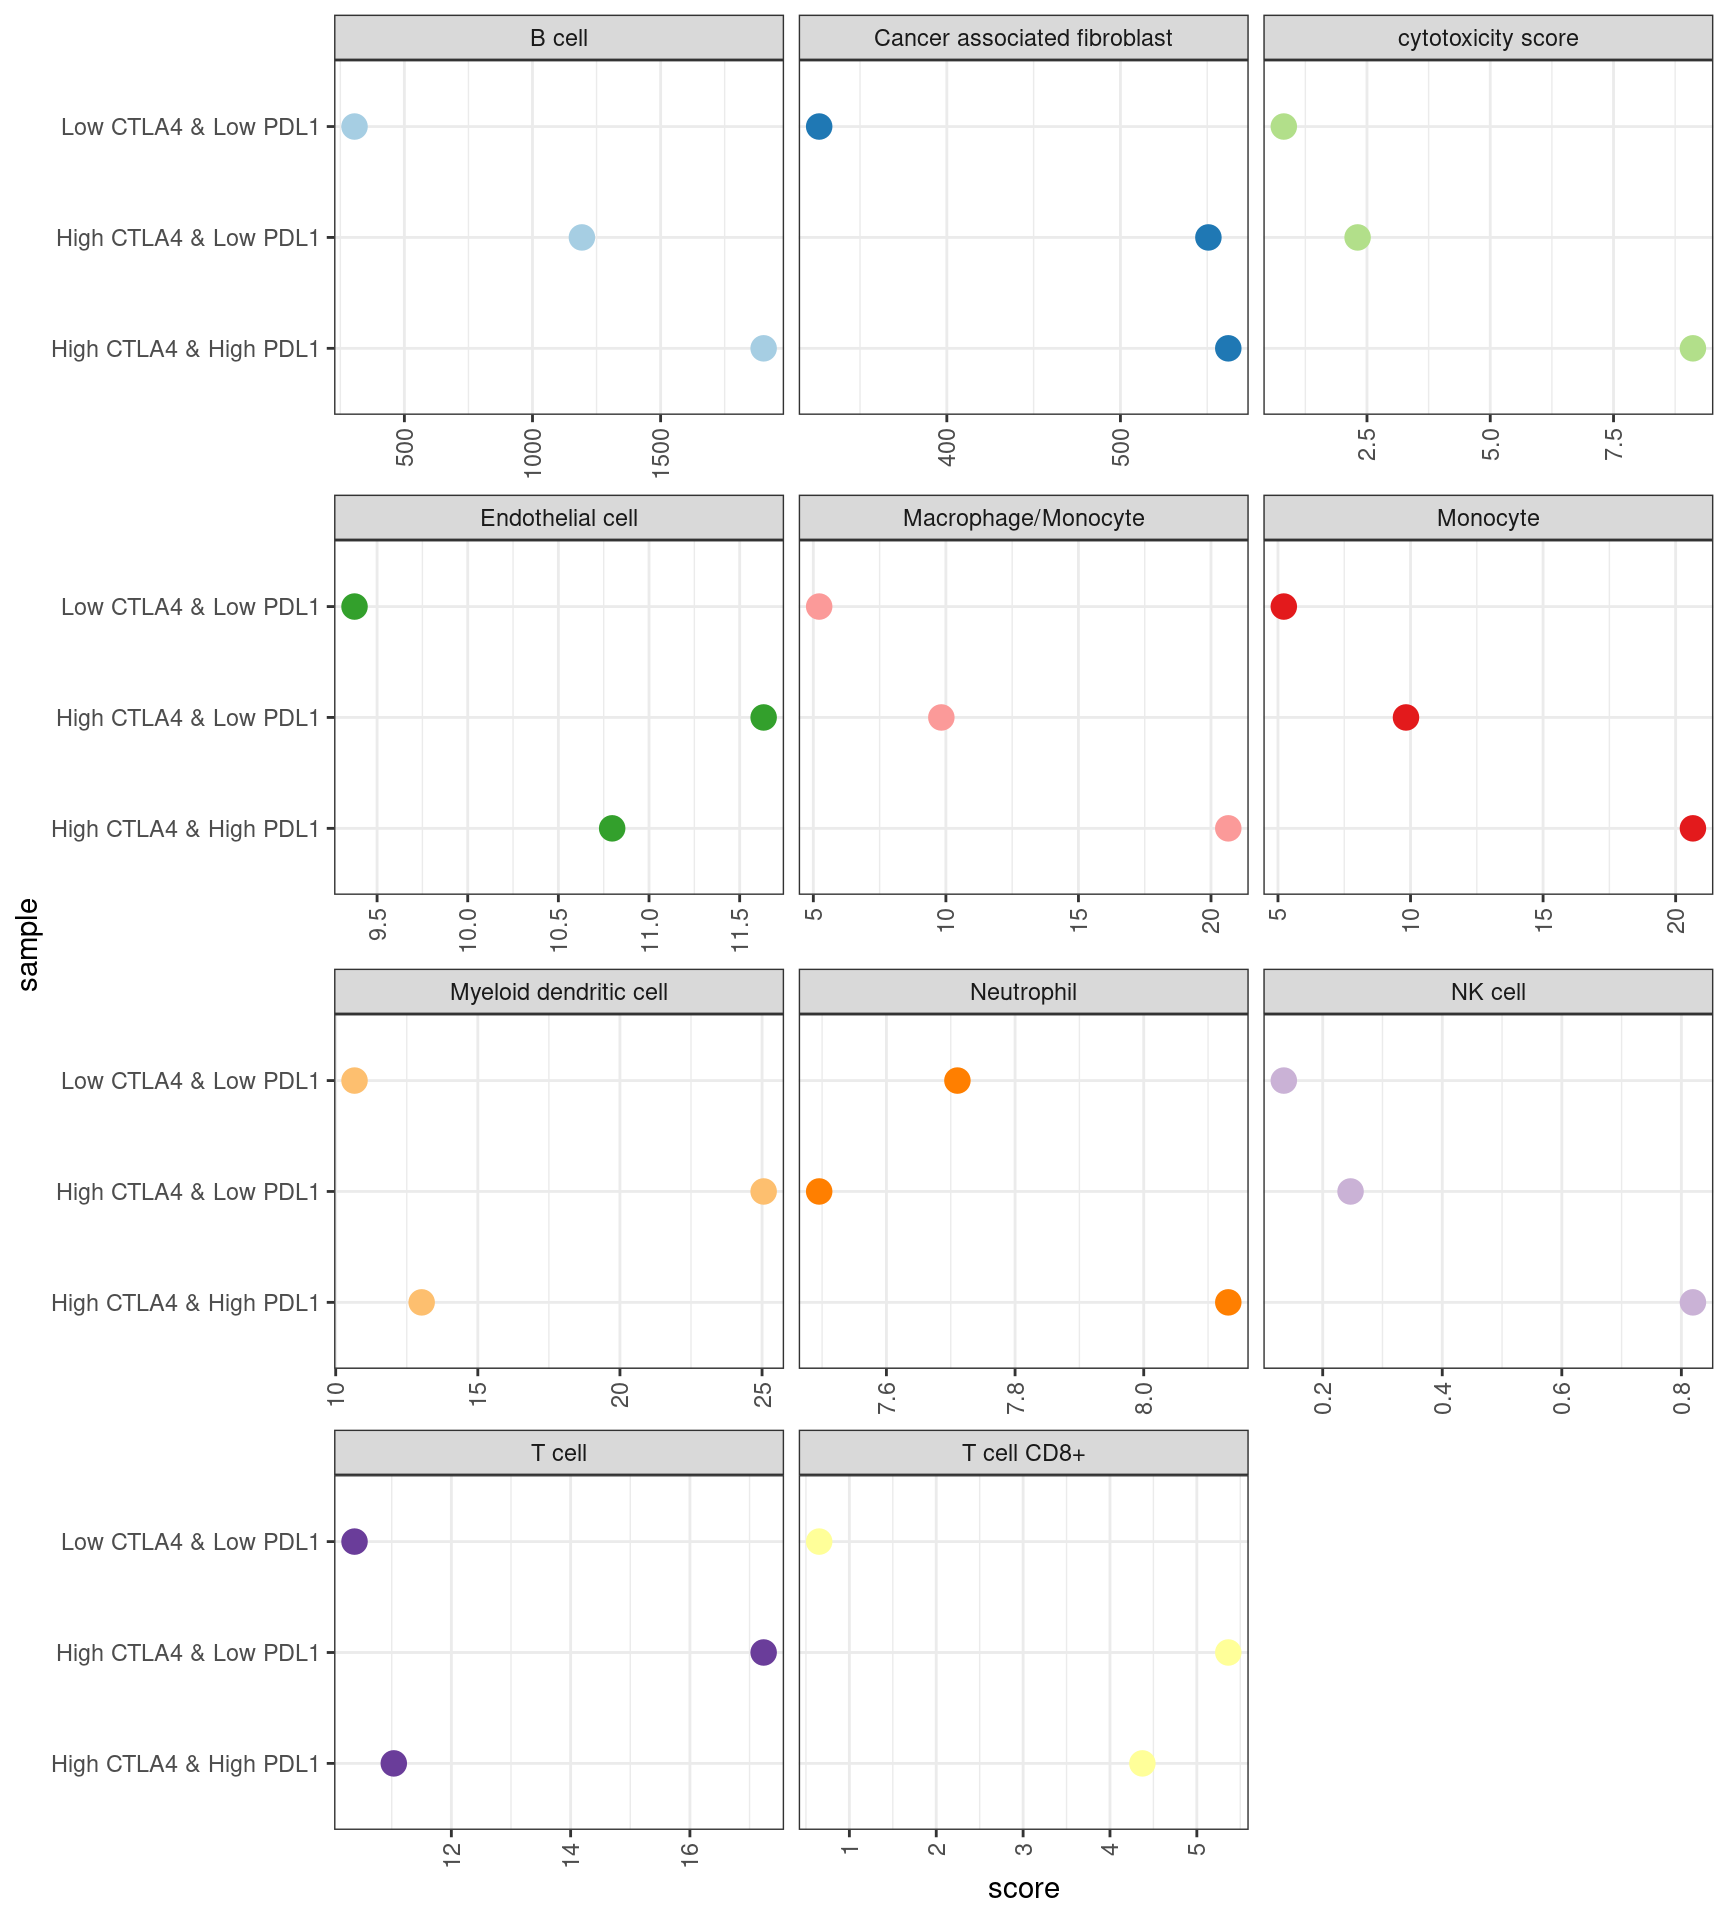 B cell
Cancer associated fibroblast
cytotoxicity score
Low CTLA4 & Low PDL1
High CTLA4 & Low PDL1
High CTLA4 & High PDL1
500 1000 1500
400 500
2.5 5.0 7.5
Endothelial cell
Macrophage/Monocyte
Monocyte
Low CTLA4 & Low PDL1
High CTLA4 & Low PDL1
High CTLA4 & High PDL1
9.5 10.0 10.5 11.0 11.5
5 10 15 20
5 10 15 20
sample
Myeloid dendritic cell
Neutrophil
NK cell
Low CTLA4 & Low PDL1
High CTLA4 & Low PDL1
High CTLA4 & High PDL1
10 15 20 25
7.6 7.8 8.0
0.2 0.4 0.6 0.8
T cell
T cell CD8+
Low CTLA4 & Low PDL1
High CTLA4 & Low PDL1
High CTLA4 & High PDL1
12 14 16
1 2 3 4 5
score